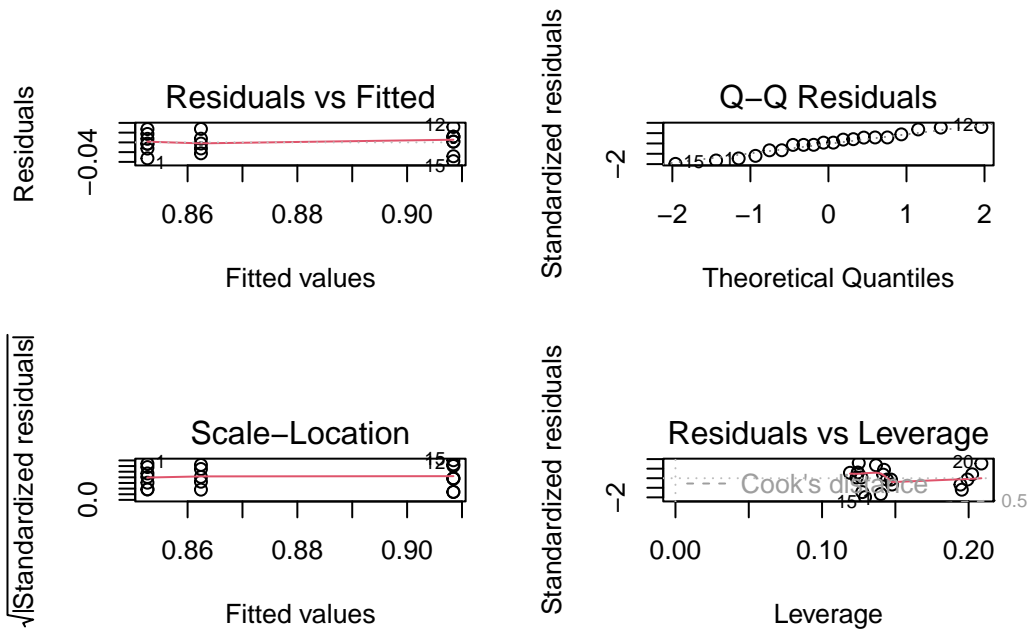 Residuals vs Fitted
Residuals
−0.04
12
1
15
0.86
0.88
0.90
Fitted values
Q−Q Residuals
Standardized residuals
−2
15
1
12
−2
−1
0
1
2
Theoretical Quantiles
Scale−Location
√|Standardized residuals|
0.0
1
15
0.86
0.88
0.90
Fitted values
Residuals vs Leverage
Standardized residuals
−2
20
15
Cook's distance
0.5
0.00
0.10
0.20
Leverage